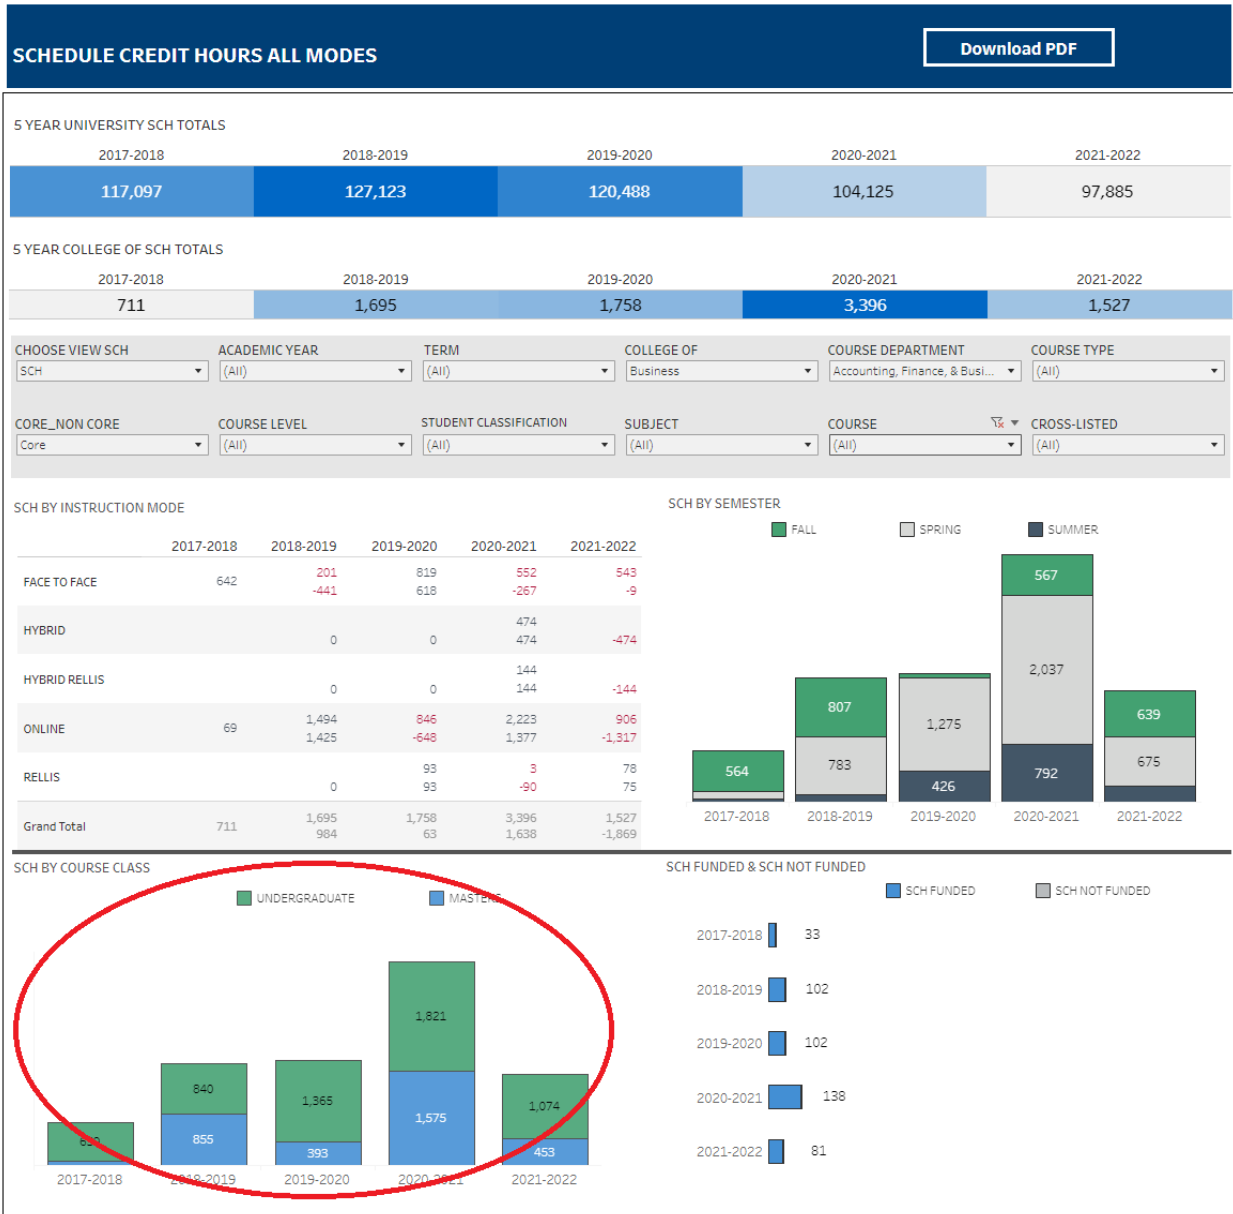 SCHEDULE CREDIT HOURS ALL MODES
Download PDF
5 YEAR UNIVERSITY SCH TOTALS
2017-2018 2018-2019 2019-2020 2020-2021 2021-2022
117,097 127,123 120,488 104,125 97,885
5 YEAR COLLEGE OF SCH TOTALS
2017-2018 2018-2019 2019-2020 2020-2021 2021-2022
711 1,695 1,758 3,396 1,527
CHOOSE VIEW SCH ACADEMIC YEAR TERM COLLEGE OF COURSE DEPARTMENT COURSE TYPE
SCH (All) (All) Business Accounting, Finance, & Busi... (All)
CORE_NON CORE COURSE LEVEL STUDENT CLASSIFICATION SUBJECT COURSE CROSS-LISTED
Core (All) (All) (All) (All) (All)
SCH BY INSTRUCTION MODE
2017-2018 2018-2019 2019-2020 2020-2021 2021-2022
201 819 552 543
FACE TO FACE 642
-441 618 -267 -9
474
HYBRID
0 0 474 -474
144
HYBRID RELLIS
0 0 144 -144
1,494 846 2,223 906
ONLINE 69
1,425 -648 1,377 -1,317
93 3 78
RELLIS
0 93 -90 75
1,695 1,758 3,396 1,527
Grand Total 711
984 63 1,638 -1,869
SCH BY SEMESTER
FALL SPRING SUMMER
567
2,037
807
1,275
639
564 783 426 792 675
2017-2018 2018-2019 2019-2020 2020-2021 2021-2022
SCH BY COURSE CLASS
UNDERGRADUATE MASTERS
1,821
840
1,365
1,575
1,074
855
393
453
2017-2018 2018-2019 2019-2020 2020-2021 2021-2022
SCH FUNDED & SCH NOT FUNDED
SCH FUNDED SCH NOT FUNDED
2017-2018 33
2018-2019 102
2019-2020 102
2020-2021 138
2021-2022 81